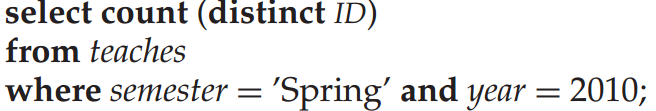 select count (distinct ID)
from teaches
where semester = ’Spring’ and year = 2010;